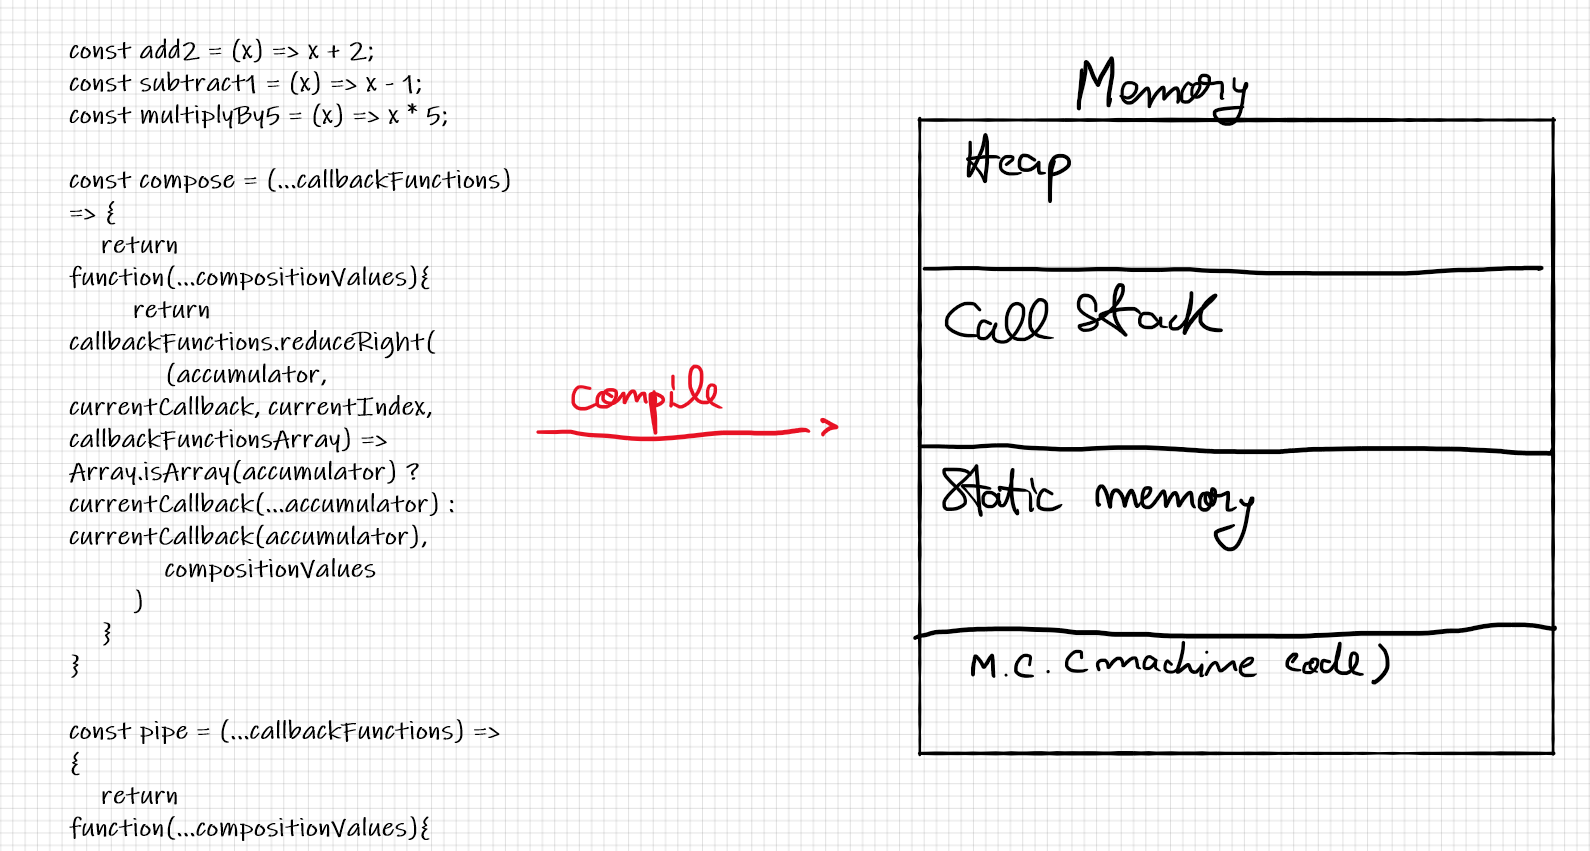 const add2 = (x) => x + 2;
const subtract1 = (x) => x - 1;
const multiplyBy5 = (x) => x * 5;
const compose = (...callbackFunctions)
=> {
return
function(...compositionValues){
return
callbackFunctions.reduceRight(
(accumulator,
currentCallback, currentIndex,
callbackFunctionsArray) =>
Array.isArray(accumulator) ?
currentCallback(...accumulator) :
currentCallback(accumulator),
compositionValues
)
}
}
const pipe = (...callbackFunctions) =>
{
return
function(...compositionValues){
compile
Memory
Heap
Call Stack
Static memory
M.C. (machine code)